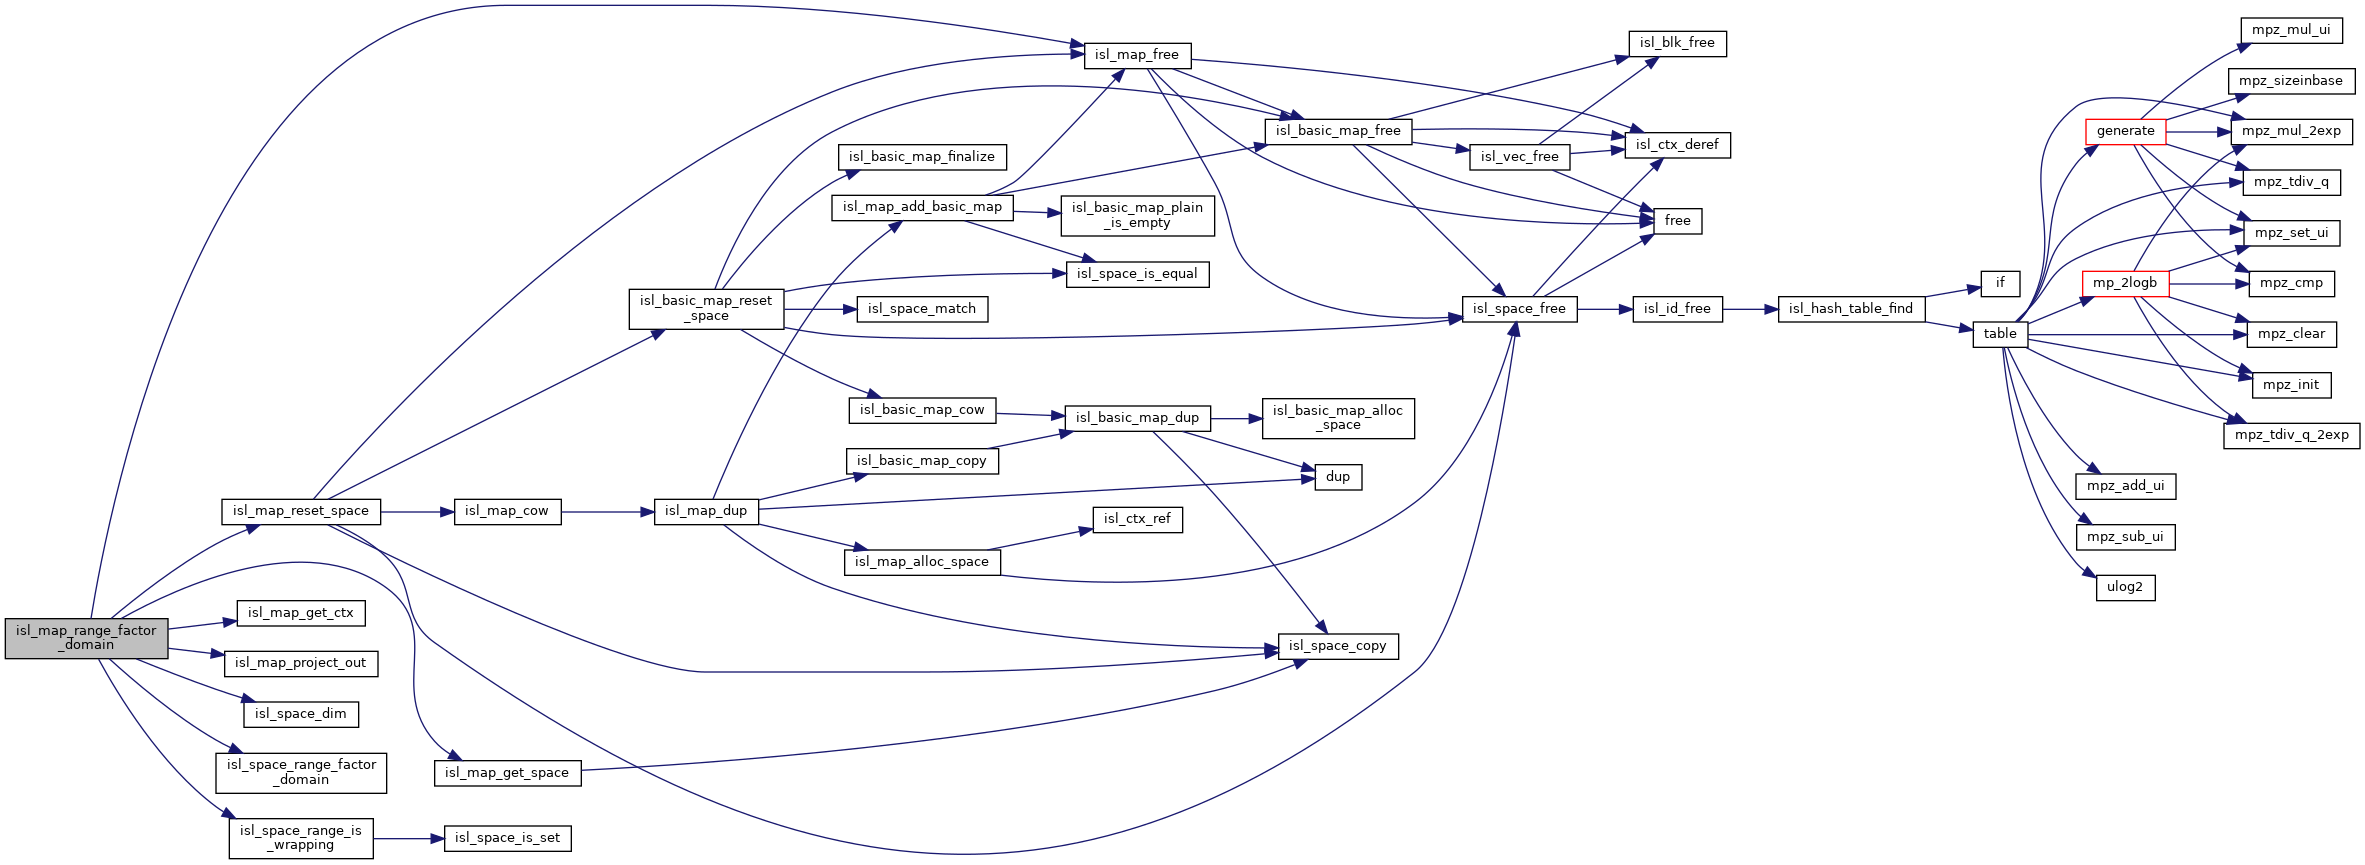 isl_map_range_factor
_domain
isl_map_reset_space
isl_map_get_ctx
isl_map_project_out
isl_space_dim
isl_space_range_factor
_domain
isl_space_range_is
_wrapping
isl_map_cow
isl_map_get_space
isl_space_is_set
isl_basic_map_reset
_space
isl_map_dup
isl_basic_map_finalize
isl_map_add_basic_map
isl_space_match
isl_basic_map_cow
isl_basic_map_copy
isl_map_alloc_space
isl_map_free
isl_basic_map_plain
_is_empty
isl_space_is_equal
isl_basic_map_dup
isl_ctx_ref
isl_basic_map_free
isl_basic_map_alloc
_space
dup
isl_space_copy
isl_vec_free
isl_space_free
isl_blk_free
isl_ctx_deref
free
isl_id_free
isl_hash_table_find
if
table
generate
mp_2logb
mpz_add_ui
mpz_sub_ui
ulog2
mpz_mul_ui
mpz_sizeinbase
mpz_mul_2exp
mpz_tdiv_q
mpz_set_ui
mpz_cmp
mpz_clear
mpz_init
mpz_tdiv_q_2exp